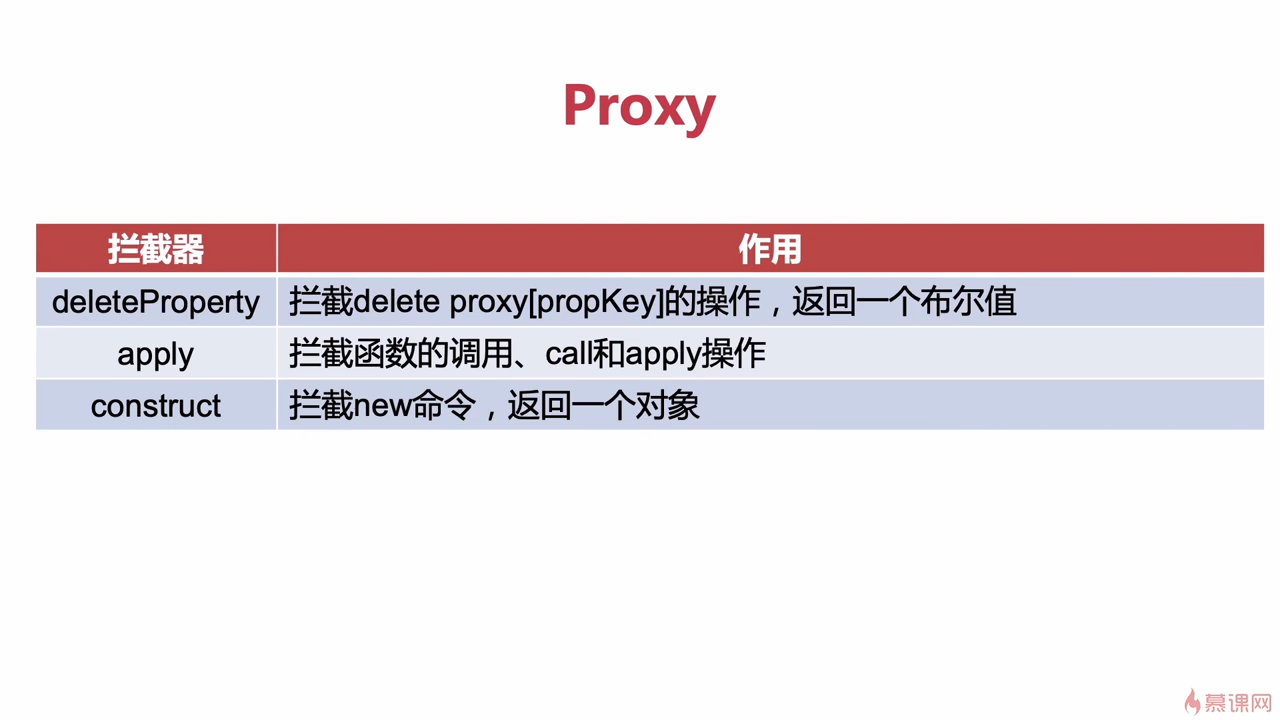 Proxy
拦截器 作用
deleteProperty 拦截delete proxy[propKey]的操作，返回一个布尔值
apply 拦截函数的调用、call和apply操作
construct 拦截new命令，返回一个对象
慕课网